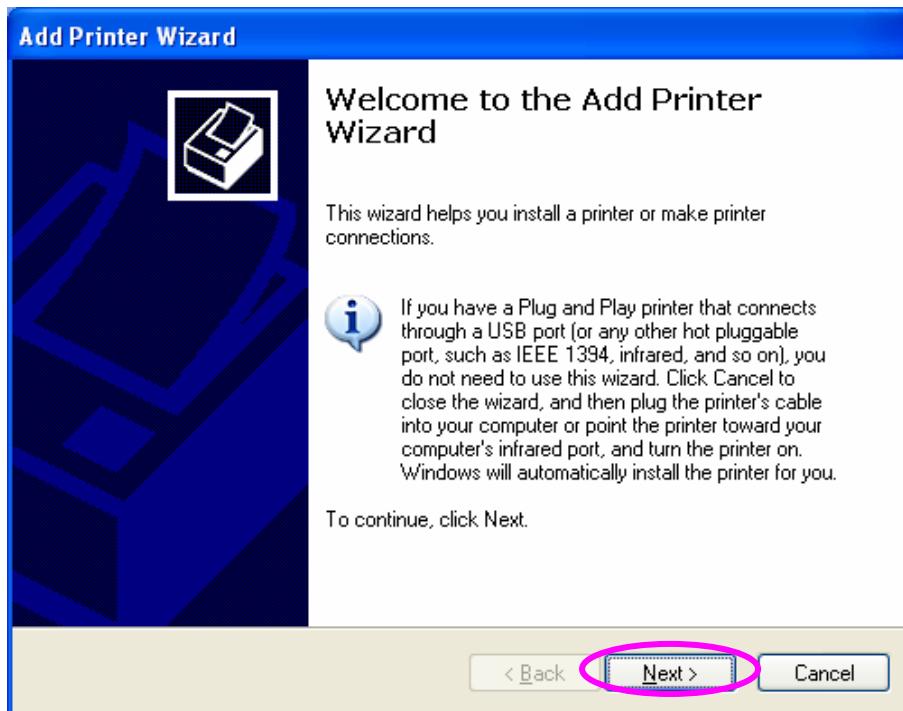 Add Printer Wizard
Welcome to the Add Printer
Wizard
This wizard helps you install a printer or make printer
connections.
If you have a Plug and Play printer that connects
through a USB port (or any other hot pluggable
port, such as IEEE 1394, infrared, and so on), you
do not need to use this wizard. Click Cancel to
close the wizard, and then plug the printer's cable
into your computer or point the printer toward your
computer's infrared port, and turn the printer on.
Windows will automatically install the printer for you.
To continue, click Next.
< Back Next > Cancel